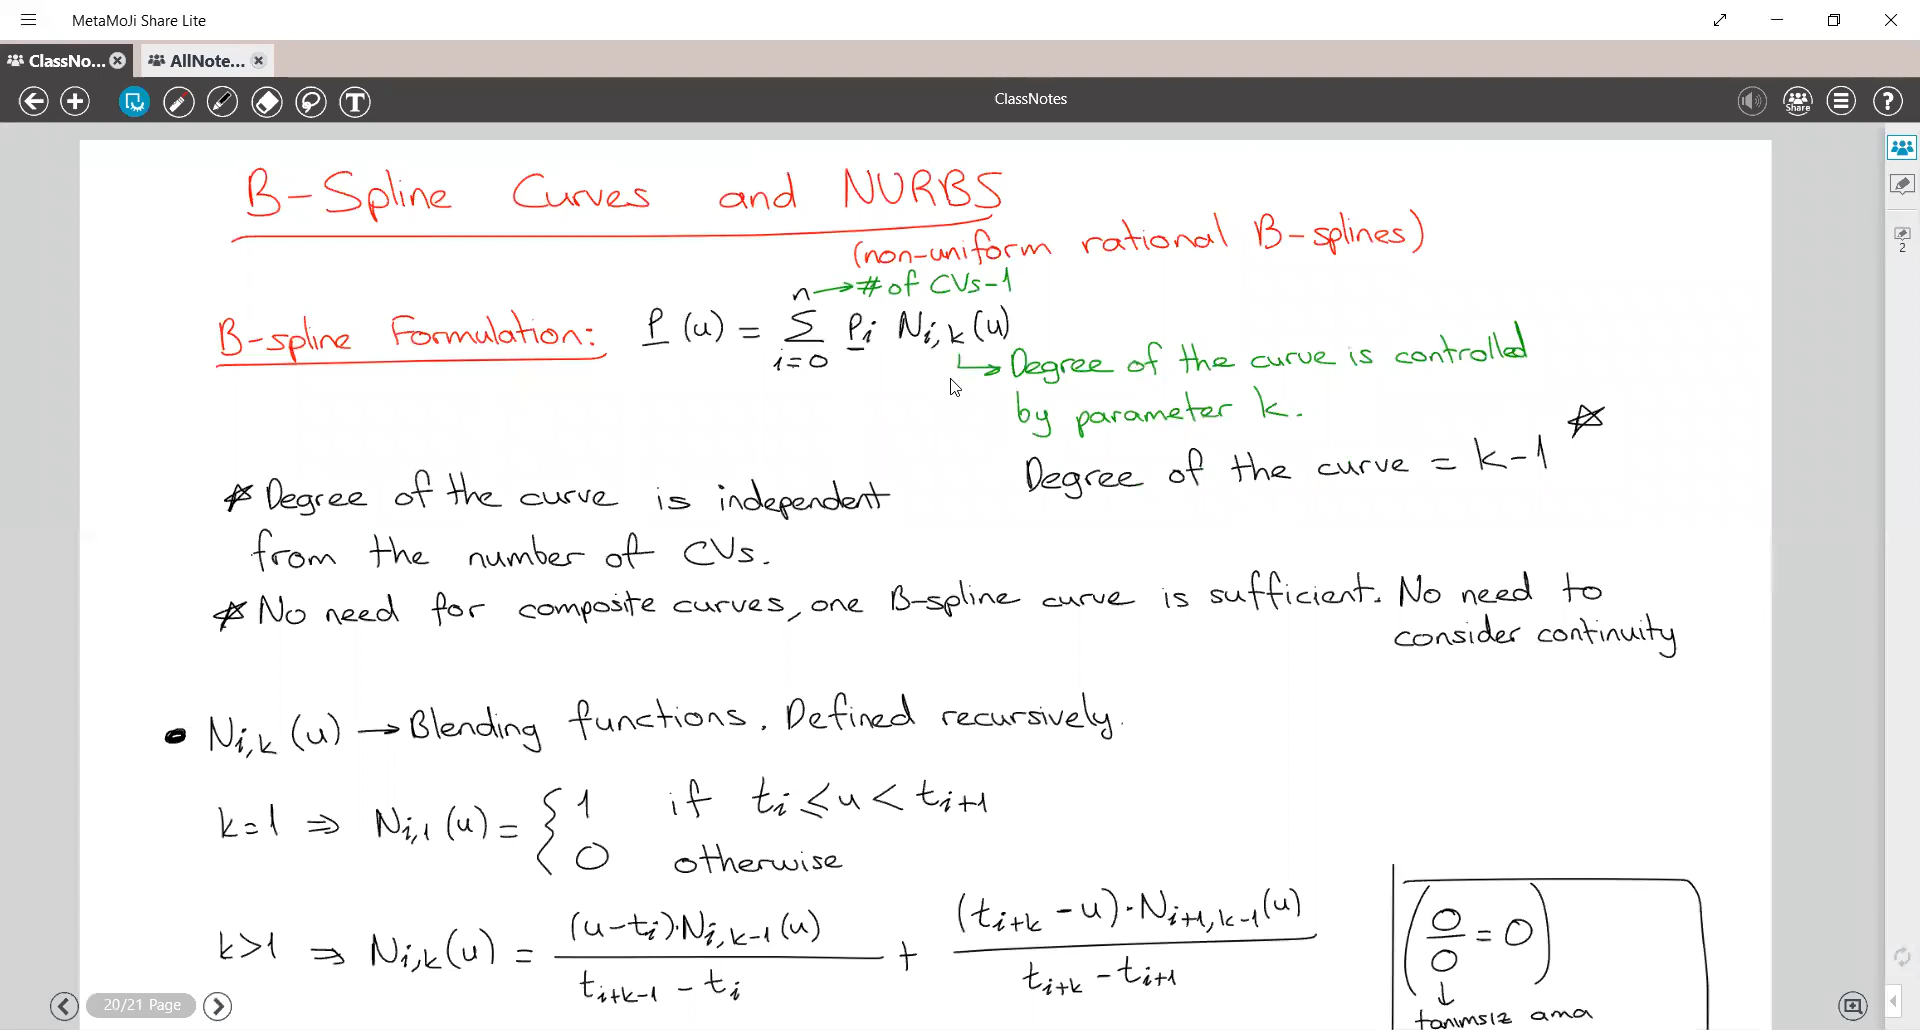 MetaMoJi Share Lite
ClassNo...
AllNote...
T
ClassNotes
Share
?
2
B-Spline Curves and NURBS
(non-uniform rational B-splines)
n → # of CVs-1
B-spline Formulation: P(u) = Σ Pi Ni,k(u)
i=0
↳ Degree of the curve is controlled
by parameter k.
Degree of the curve = k-1 ☆
☆ Degree of the curve is independent
from the number of CVs.
☆ No need for composite curves, one B-spline curve is sufficient. No need to
consider continuity
• Ni,k(u) → Blending functions. Defined recursively.
k=1 ⇒ Ni,1(u) = { 1 if ti ≤ u < ti+1
0 otherwise
k>1 ⇒ Ni,k(u) = (u-ti)·Ni,k-1(u) / ti+k-1 - ti + (ti+k - u)·Ni+1,k-1(u) / ti+k - ti+1
(0/0 = 0)
↓
tanımsız ama
20/21 Page